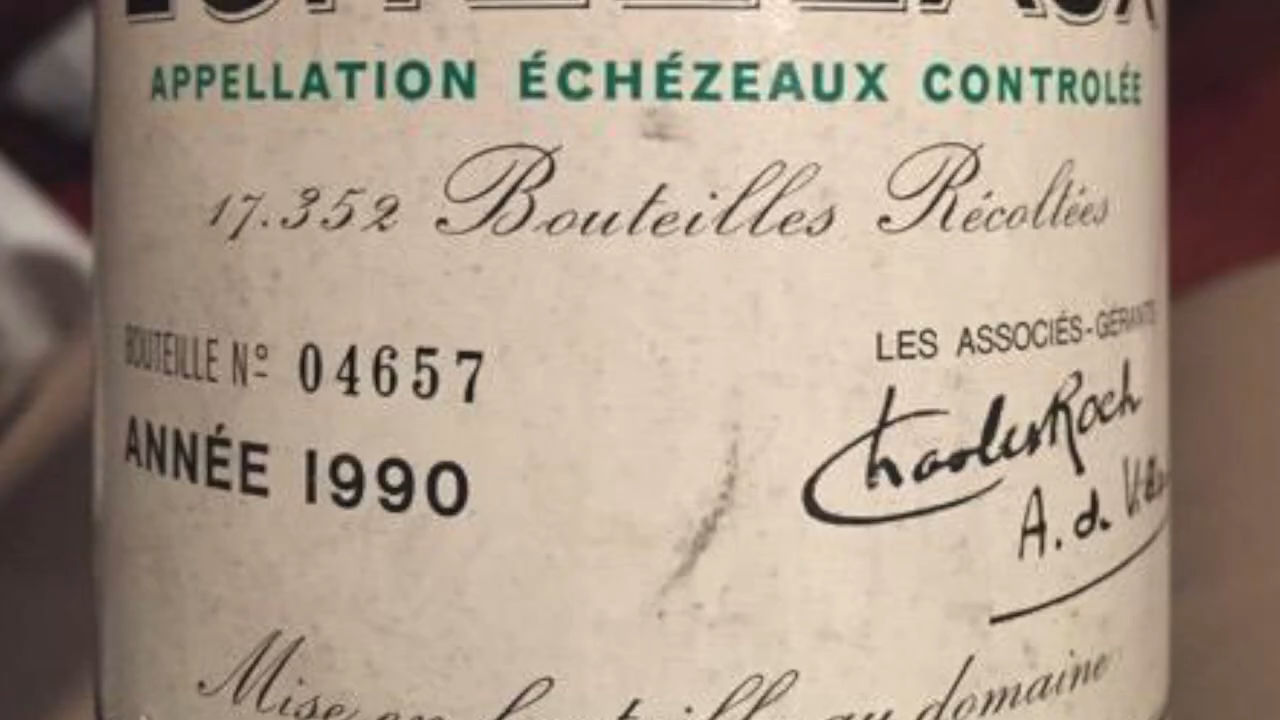 APPELLATION ÉCHÉZEAUX CONTROLÉE
17.352 Bouteilles Récoltées
BOUTEILLE Nº 04657
ANNÉE 1990
LES ASSOCIÉS-GÉRANTS
Charles Roch
A. d.
Mise en bouteille au domaine